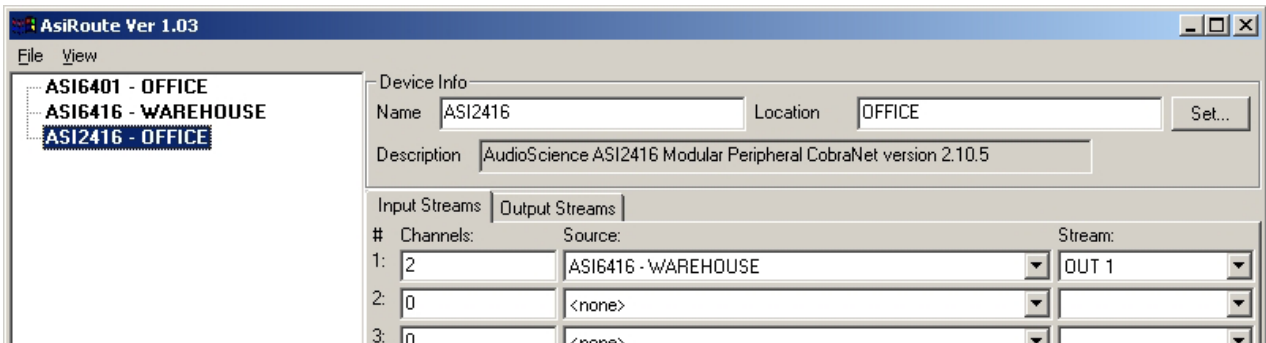 AsiRoute Ver 1.03
File View
ASI6401 - OFFICE
ASI6416 - WAREHOUSE
ASI2416 - OFFICE
Device Info
Name ASI2416 Location OFFICE Set...
Description AudioScience ASI2416 Modular Peripheral CobraNet version 2.10.5
Input Streams Output Streams
# Channels: Source: Stream:
1: 2 ASI6416 - WAREHOUSE OUT 1
2: 0 <none>
3: 0 <none>